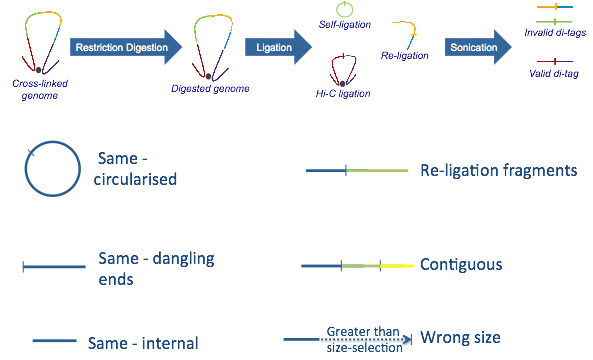 Restriction Digestion
Ligation
Sonication
Self-ligation
Re-ligation
Invalid di-tags
Cross-linked
genome
Digested genome
Hi-C ligation
Valid di-tag
Same -
circularised
Re-ligation fragments
Same - dangling
ends
Contiguous
Same - internal
Greater than
size-selection
Wrong size